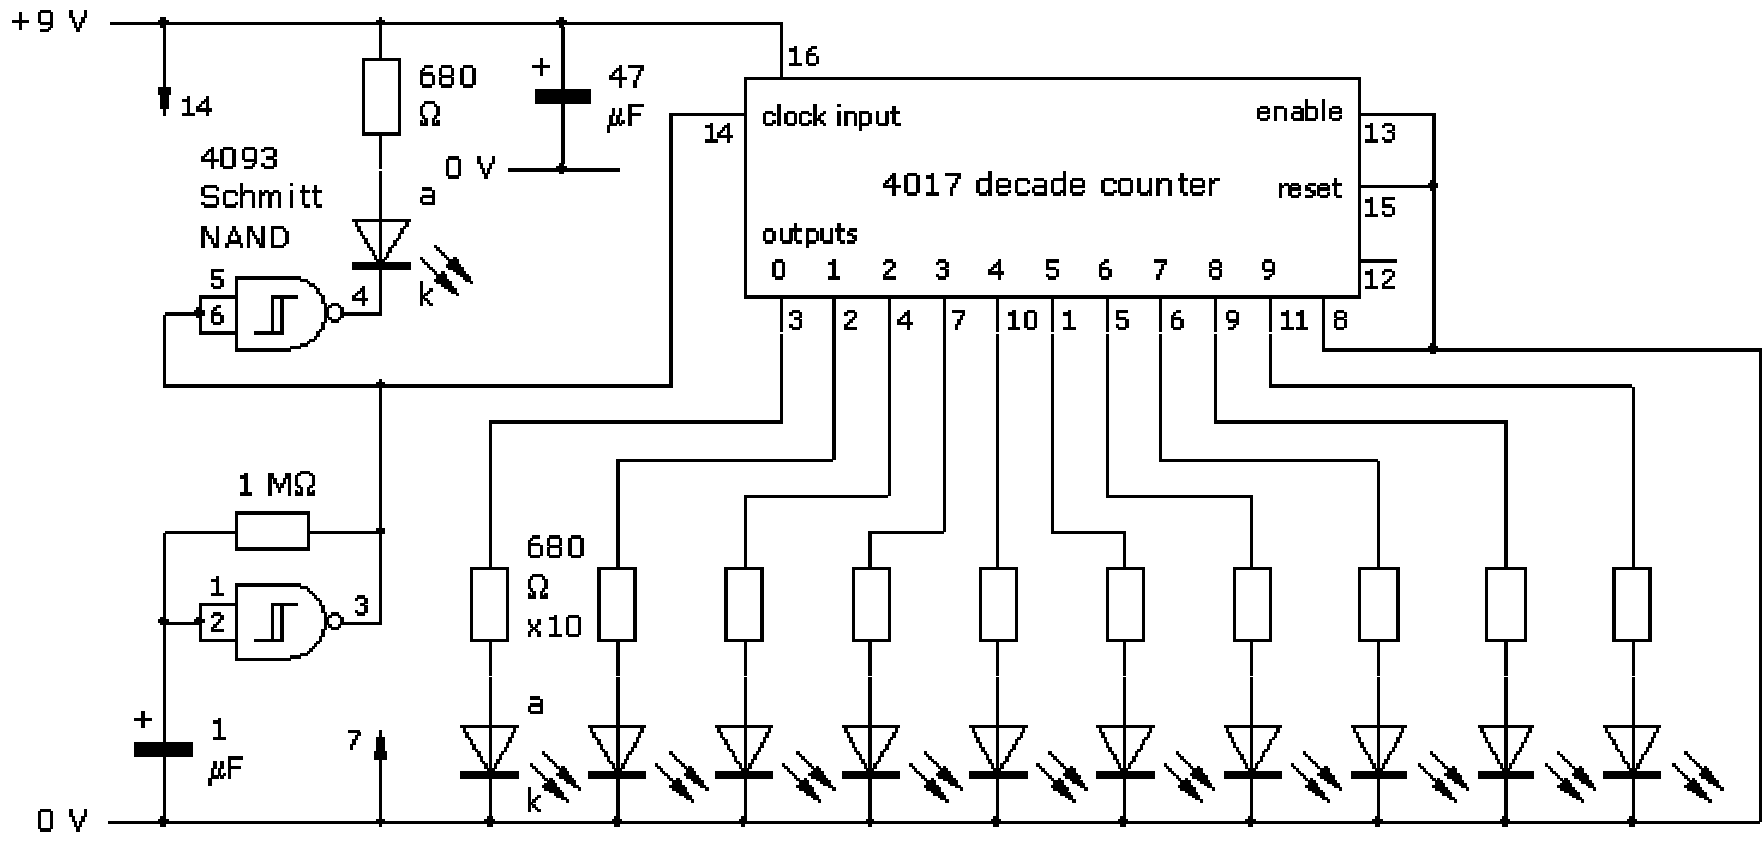 +9 V
16
680
Ω
+
47
μF
14
4093
Schmitt
NAND
0 V
a
k
5
6
4
14
clock input
enable
13
4017 decade counter
reset
15
outputs
12
0 1 2 3 4 5 6 7 8 9
3 2 4 7 10 1 5 6 9 11 8
1 MΩ
1
2
3
680
Ω
x10
a
k
+
1
μF
7
0 V